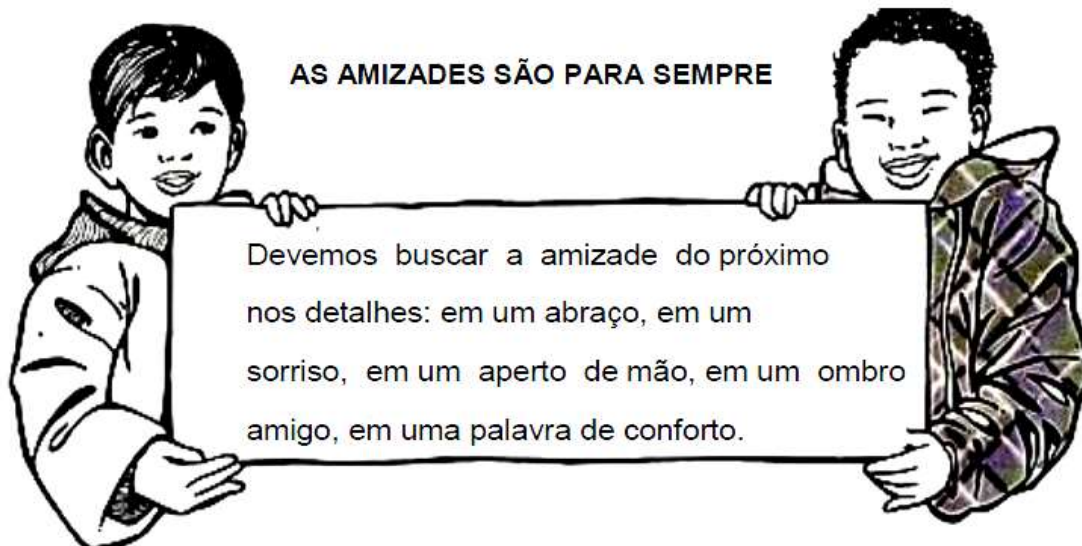 AS AMIZADES SÃO PARA SEMPRE
Devemos buscar a amizade do próximo
nos detalhes: em um abraço, em um
sorriso, em um aperto de mão, em um ombro
amigo, em uma palavra de conforto.